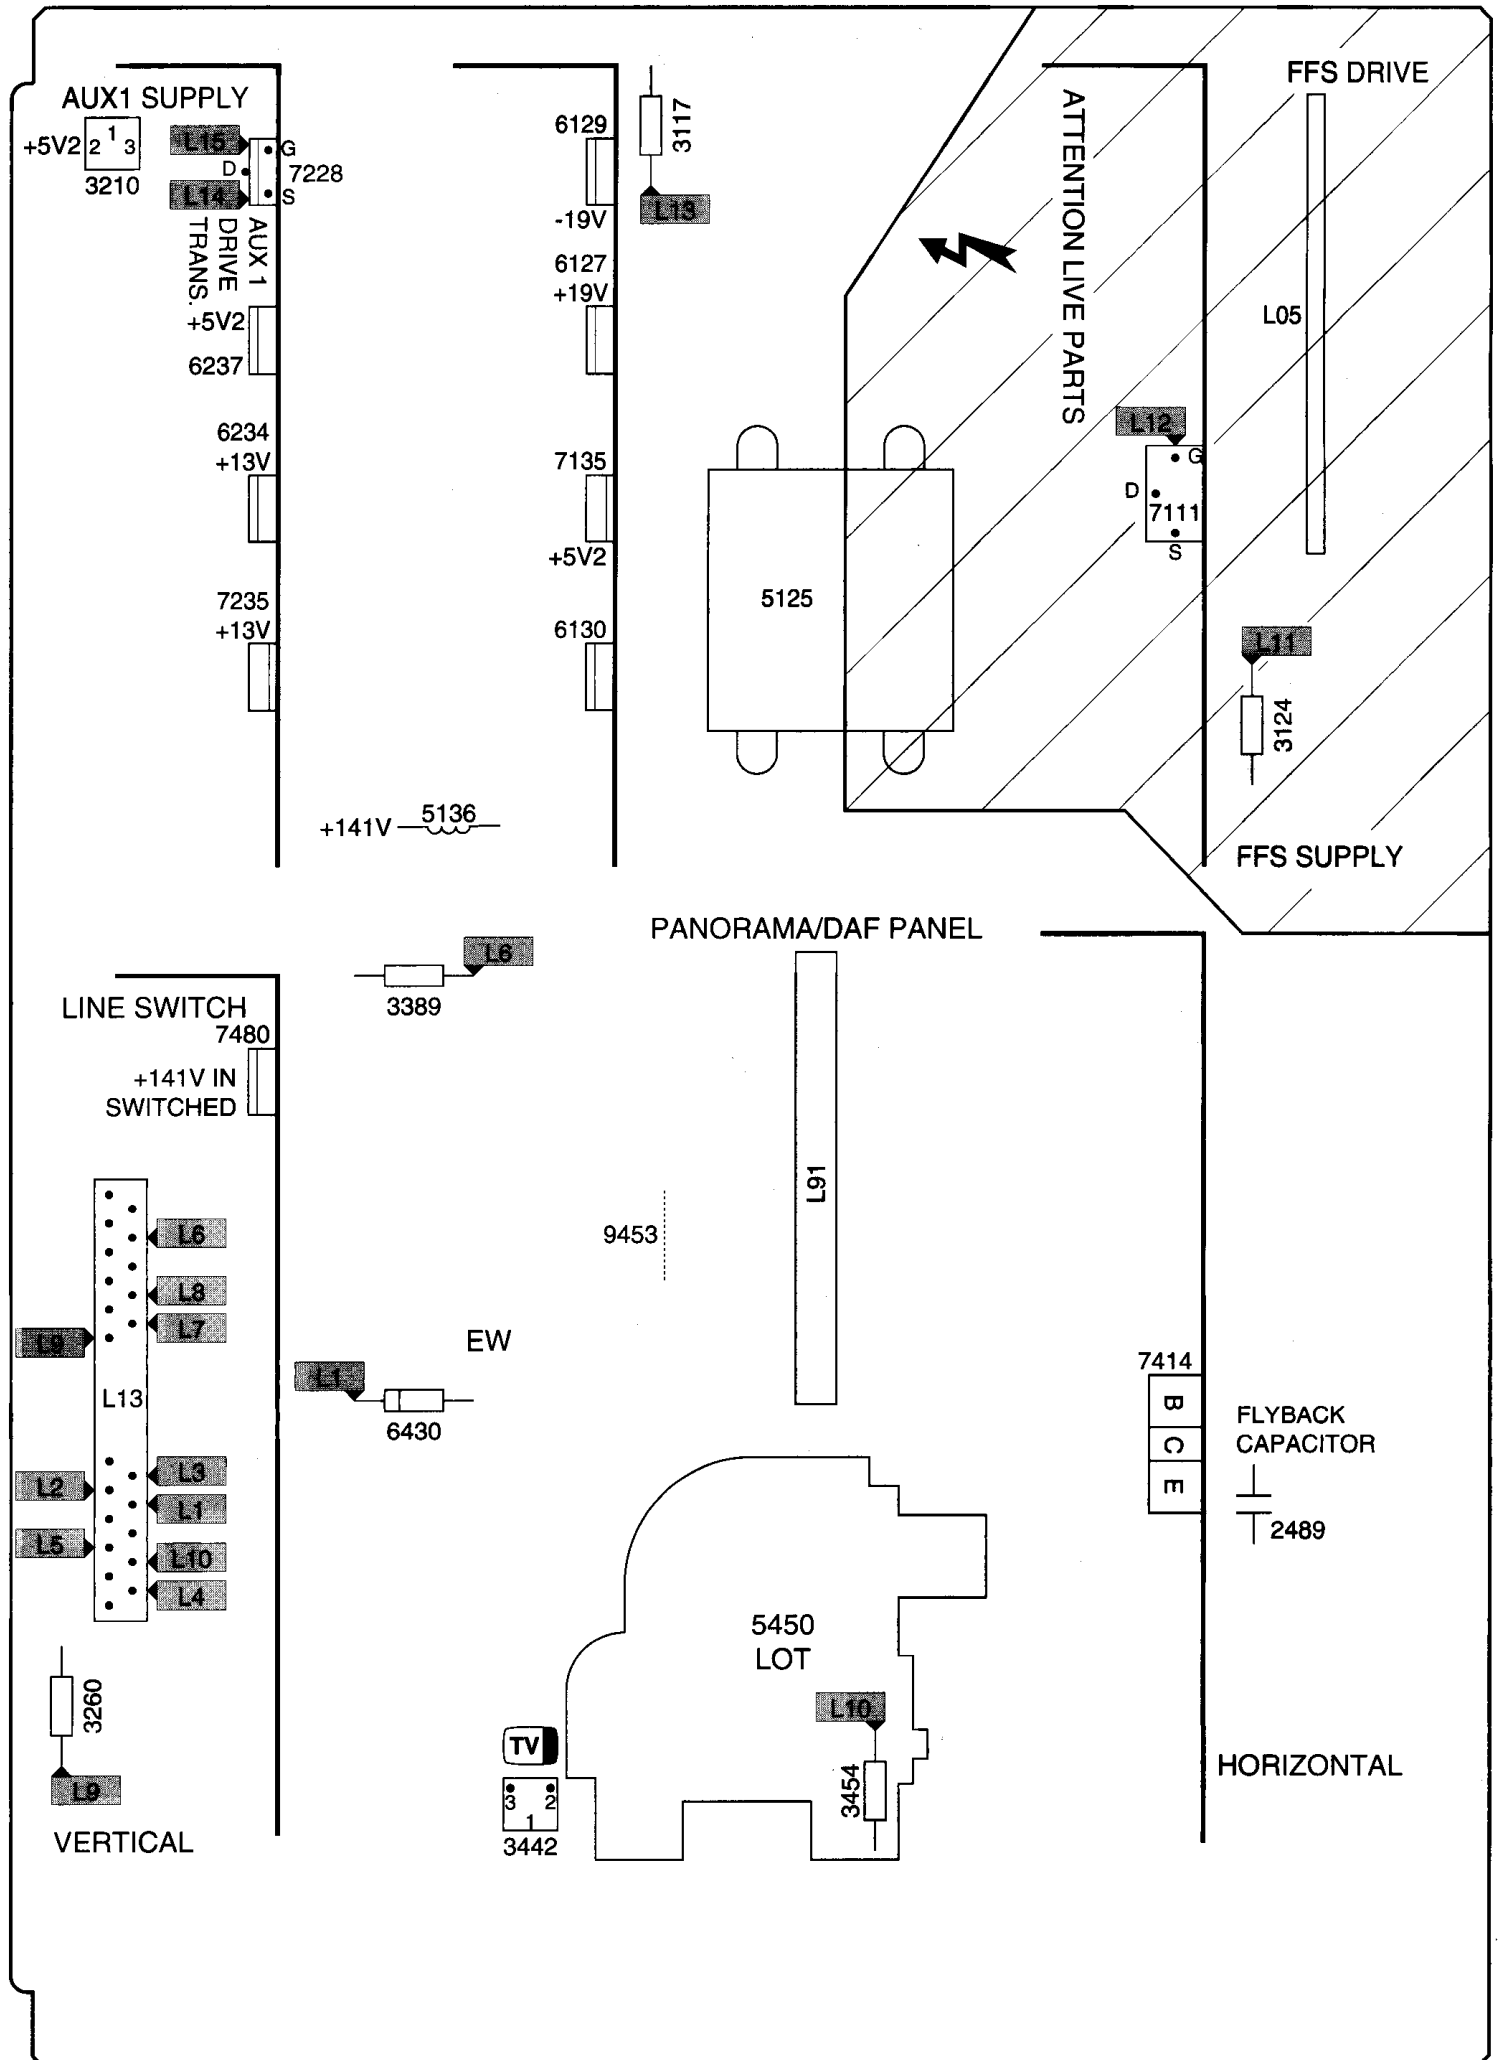 AUX1 SUPPLY
+5V2
1
2 3
3210
L15
G
D
7228
L14
S
AUX 1
DRIVE
TRANS.
+5V2
6237
6234
+13V
7235
+13V
6129
-19V
6127
+19V
7135
+5V2
6130
3117
L13
5125
+141V
5136
ATTENTION LIVE PARTS
FFS DRIVE
L05
L12
G
D
7111
S
L11
3124
FFS SUPPLY
PANORAMA/DAF PANEL
L91
L6
3389
LINE SWITCH
7480
+141V IN
SWITCHED
L6
L8
L7
L9
L13
L3
L2
L1
L5
L10
L4
3260
L9
VERTICAL
9453
EW
L1
6430
7414
B
C
E
FLYBACK
CAPACITOR
2489
5450
LOT
L10
3454
TV
3 2
1
3442
HORIZONTAL